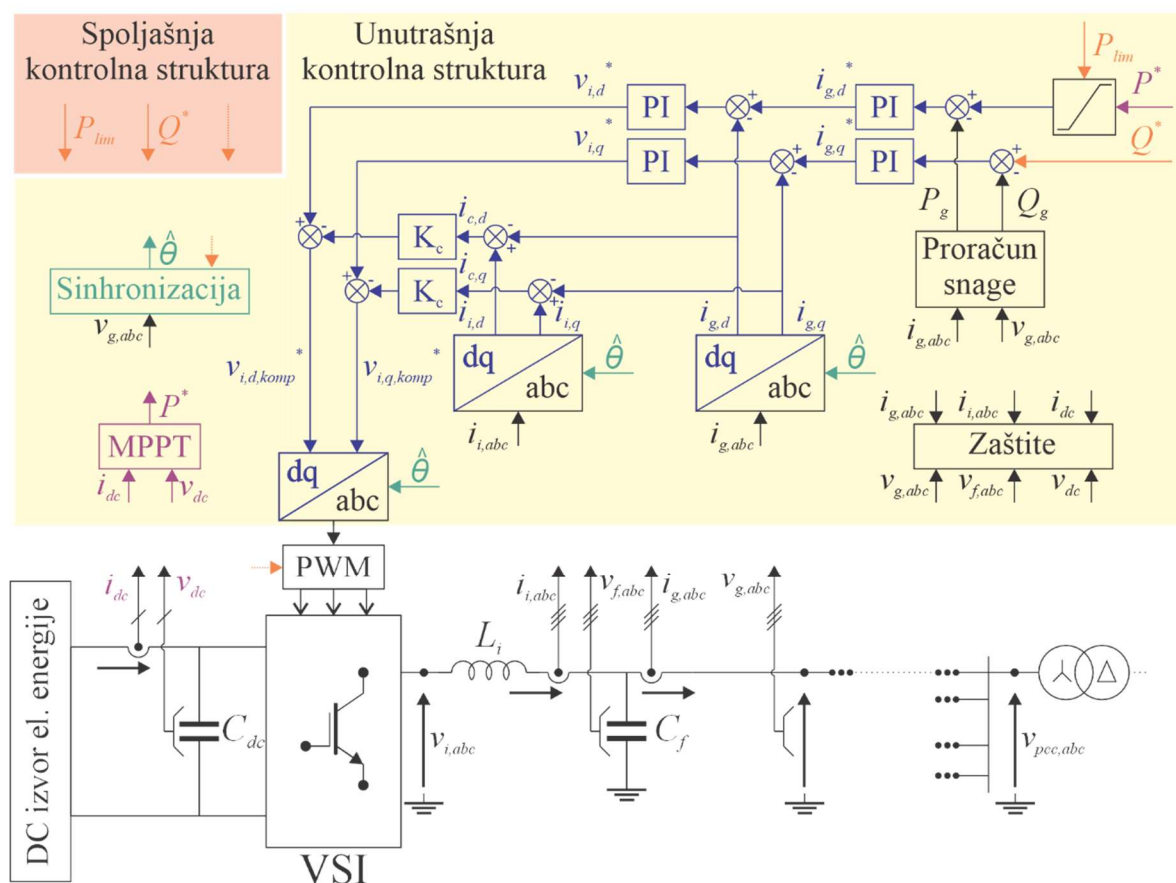 Spoljašnja
kontrolna struktura
P_lim Q*
Unutrašnja
kontrolna struktura
P_lim
P*
Q*
v_i,d* PI i_g,d* PI
v_i,q* PI i_g,q* PI
P_g Q_g
Proračun
snage
i_g,abc v_g,abc
K_c i_c,d
K_c i_c,q
i_i,d i_i,q i_g,d i_g,q
θ̂
Sinhronizacija
v_g,abc
v_i,d,komp* v_i,q,komp*
dq
abc
θ̂
i_i,abc
dq
abc
θ̂
i_g,abc
P*
MPPT
i_dc v_dc
dq
abc
θ̂
i_g,abc i_i,abc i_dc
Zaštite
v_g,abc v_f,abc v_dc
PWM
DC izvor el. energije
i_dc v_dc
C_dc
VSI
L_i
v_i,abc
i_i,abc v_f,abc i_g,abc
C_f
v_g,abc
v_pcc,abc